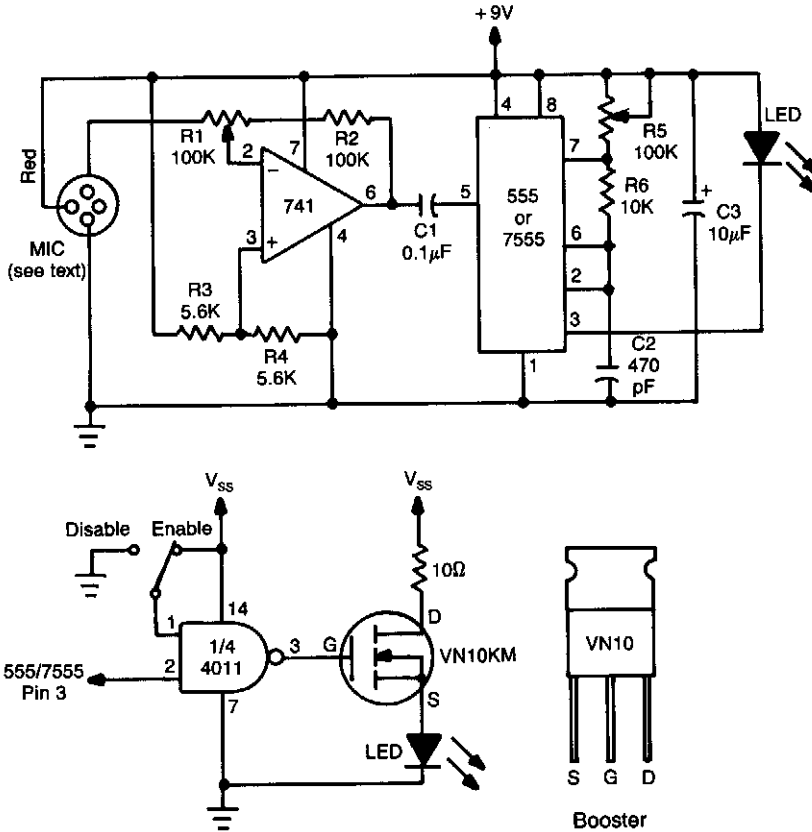 +9V
4
8
R1
100K
R2
100K
7
2
−
741
6
3
+
4
Red
MIC
(see text)
R3
5.6K
R4
5.6K
C1
0.1µF
5
555
or
7555
7
6
2
3
1
R5
100K
R6
10K
C2
470
pF
+
C3
10µF
LED
VSS
VSS
Disable
Enable
10Ω
1
14
1/4
4011
3
2
7
555/7555
Pin 3
G
D
VN10KM
S
LED
VN10
S G D
Booster